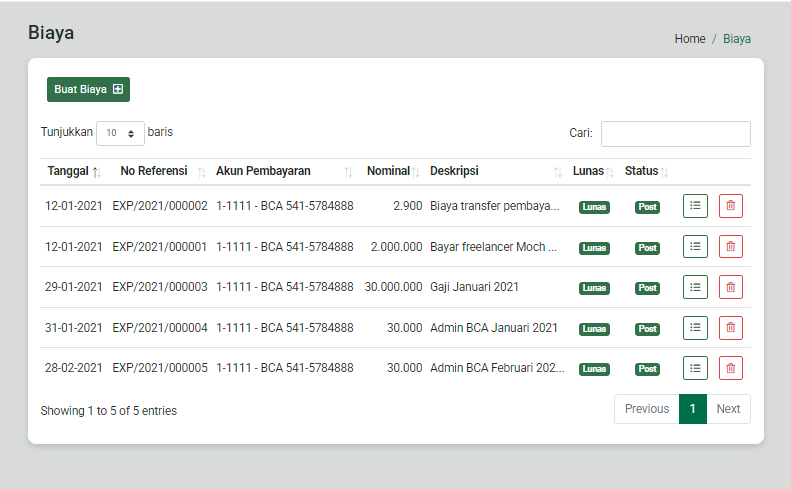 Biaya
Home / Biaya
Buat Biaya
Tunjukkan 10 baris
Cari:
Tanggal No Referensi Akun Pembayaran Nominal Deskripsi Lunas Status
12-01-2021 EXP/2021/000002 1-1111 - BCA 541-5784888 2.900 Biaya transfer pembaya... Lunas Post
12-01-2021 EXP/2021/000001 1-1111 - BCA 541-5784888 2.000.000 Bayar freelancer Moch ... Lunas Post
29-01-2021 EXP/2021/000003 1-1111 - BCA 541-5784888 30.000.000 Gaji Januari 2021 Lunas Post
31-01-2021 EXP/2021/000004 1-1111 - BCA 541-5784888 30.000 Admin BCA Januari 2021 Lunas Post
28-02-2021 EXP/2021/000005 1-1111 - BCA 541-5784888 30.000 Admin BCA Februari 202... Lunas Post
Showing 1 to 5 of 5 entries
Previous 1 Next